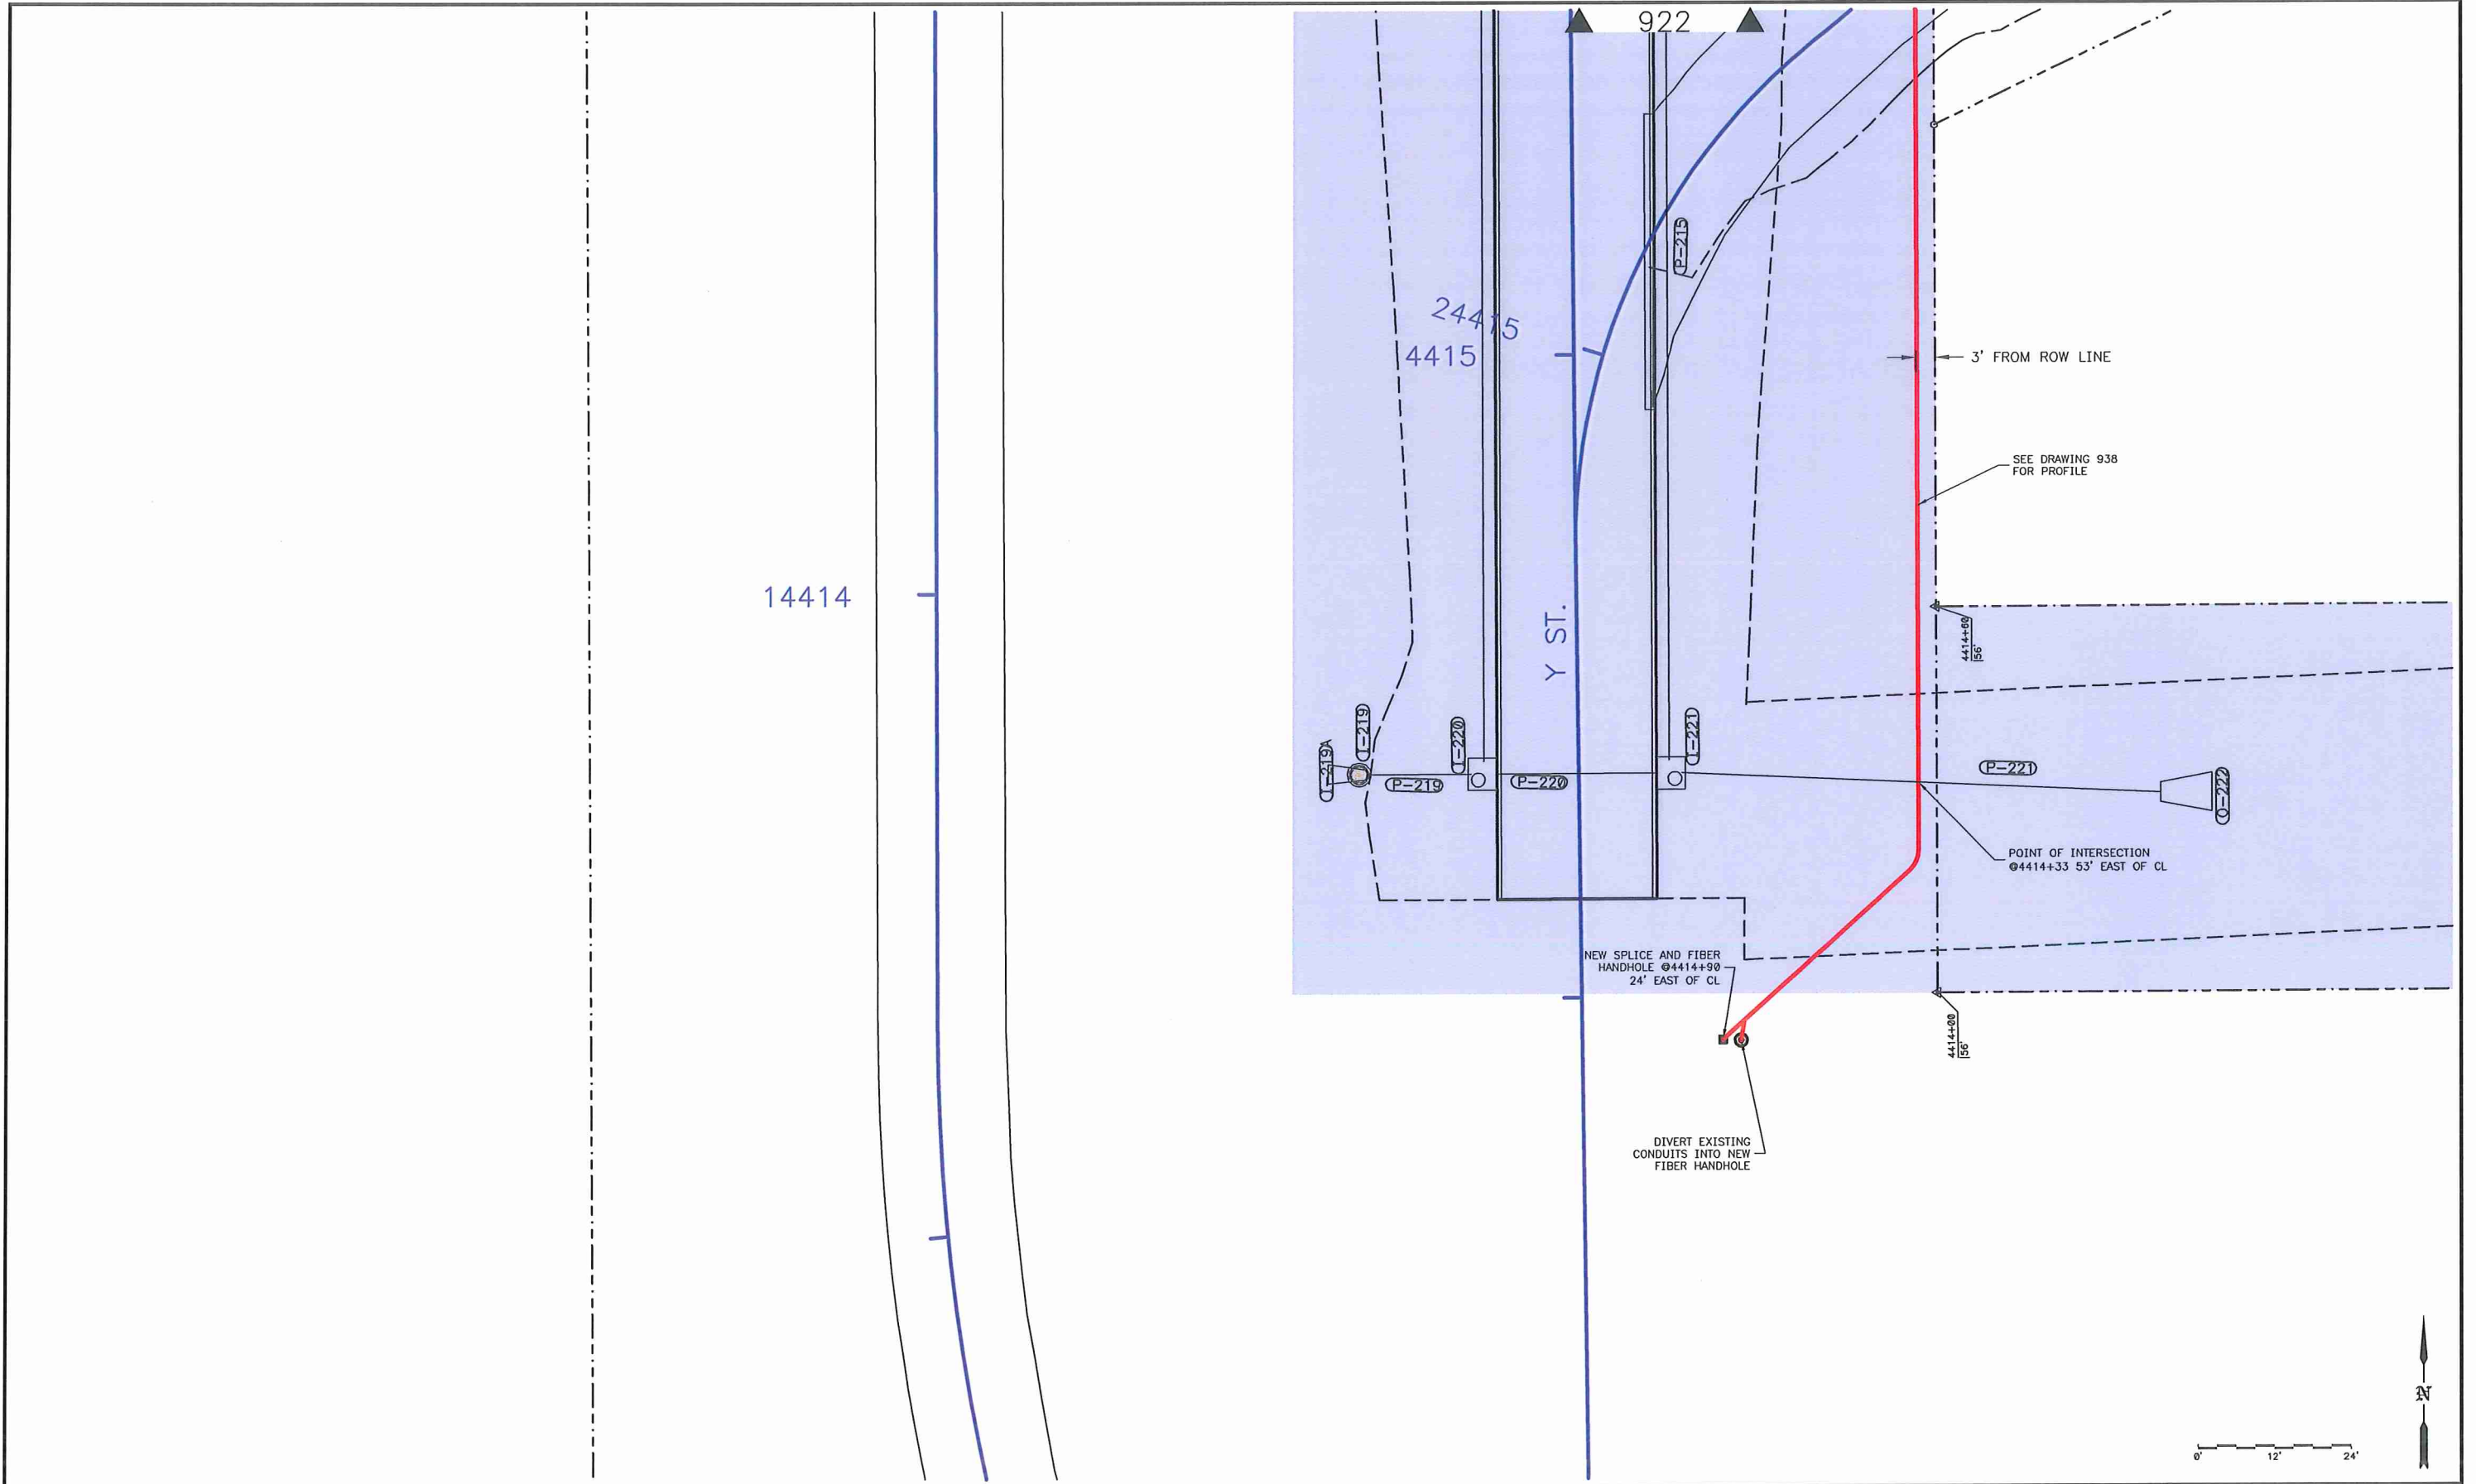 922
P-215
24415
4415
3' FROM ROW LINE
SEE DRAWING 938
FOR PROFILE
14414
Y ST.
4414+60
56'
I-219A
I-219
I-220
I-221
P-219
P-220
P-221
O-222
POINT OF INTERSECTION
@4414+33 53' EAST OF CL
NEW SPLICE AND FIBER
HANDHOLE @4414+90
24' EAST OF CL
4414+00
56'
DIVERT EXISTING
CONDUITS INTO NEW
FIBER HANDHOLE
N
0' 12' 24'